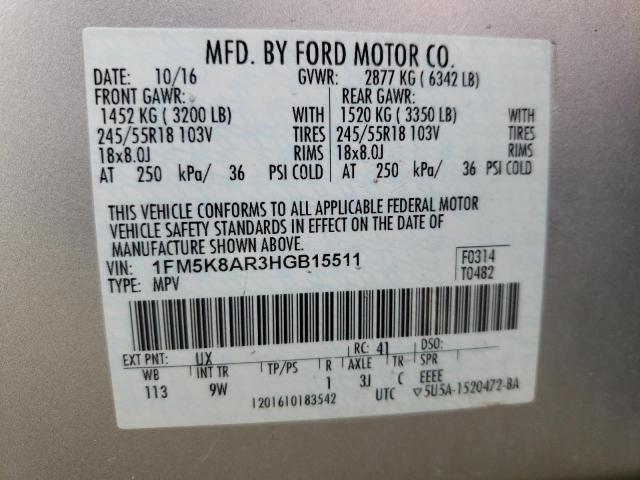 MFD. BY FORD MOTOR CO.
DATE: 10/16 GVWR: 2877 KG ( 6342 LB)
FRONT GAWR: REAR GAWR:
1452 KG ( 3200 LB) WITH 1520 KG ( 3350 LB) WITH
245/55R18 103V TIRES 245/55R18 103V TIRES
18x8.0J RIMS 18x8.0J RIMS
AT 250 kPa/ 36 PSI COLD AT 250 kPa/ 36 PSI COLD
THIS VEHICLE CONFORMS TO ALL APPLICABLE FEDERAL MOTOR
VEHICLE SAFETY STANDARDS IN EFFECT ON THE DATE OF
MANUFACTURE SHOWN ABOVE.
VIN: 1FM5K8AR3HGB15511 F0314
TYPE: MPV T0482
EXT PNT: UX RC: 41 DSO:
WB INT TR TP/PS R AXLE TR SPR
113 9W 1 3J C EEEE
1201610183542 UTC ▽5U5A-1520472-BA